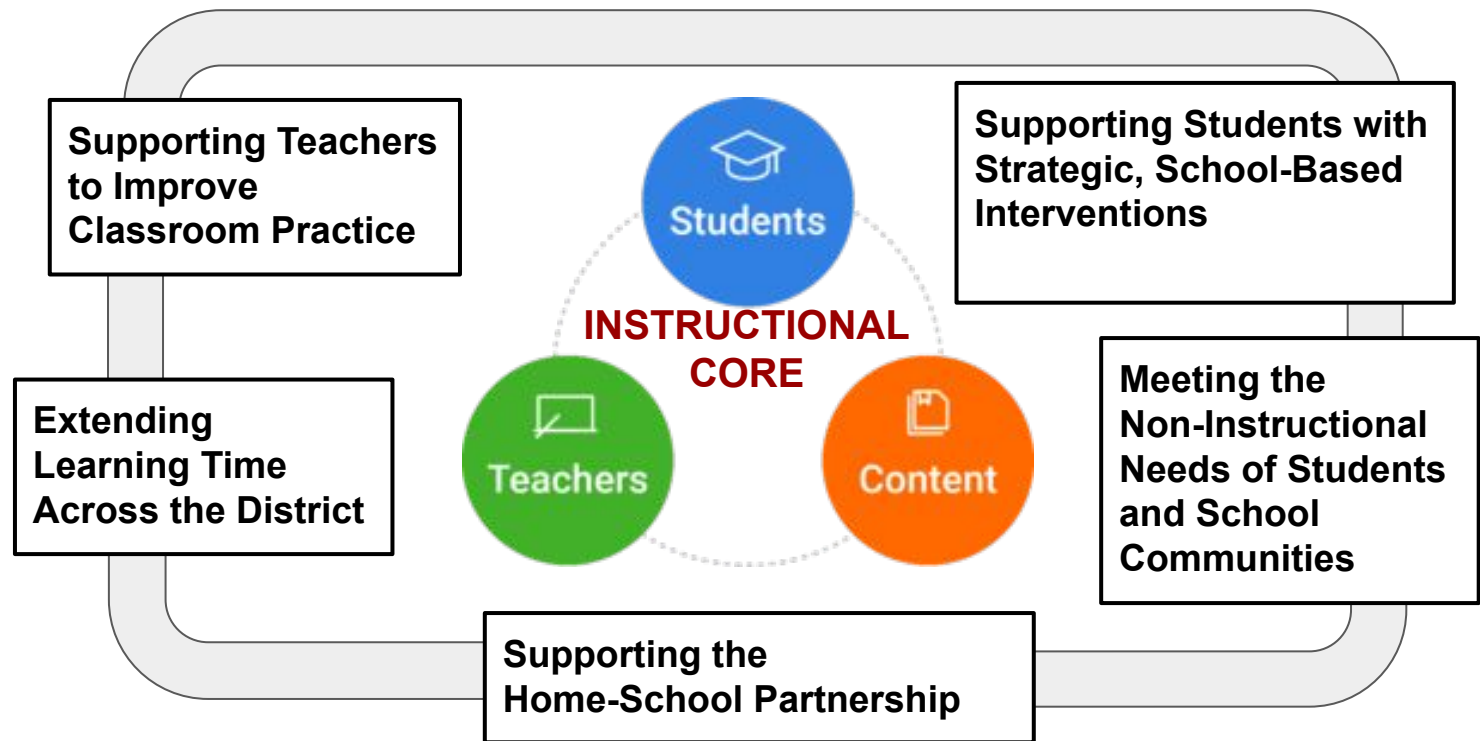 Supporting Teachers
to Improve
Classroom Practice
Supporting Students with
Strategic, School-Based
Interventions
Students
INSTRUCTIONAL
CORE
Teachers
Content
Extending
Learning Time
Across the District
Meeting the
Non-Instructional
Needs of Students
and School
Communities
Supporting the
Home-School Partnership